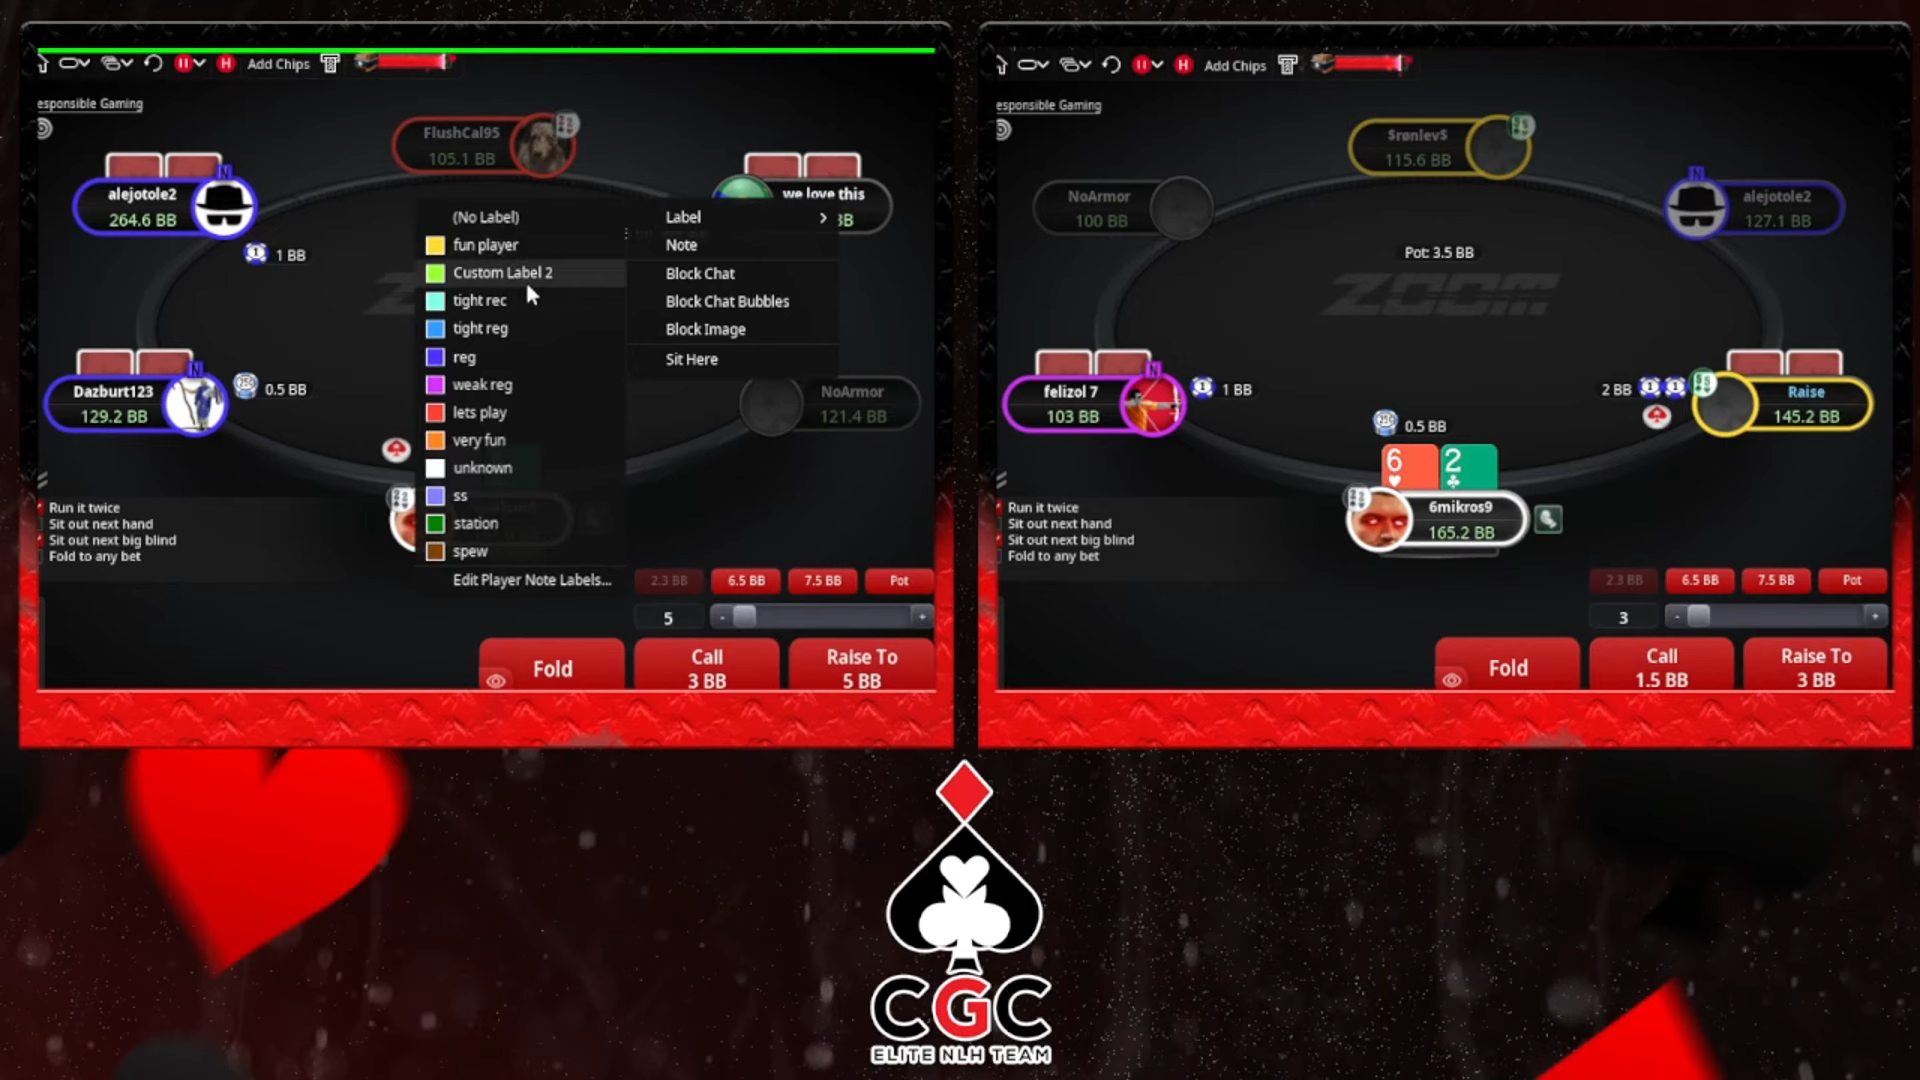 Add Chips
esponsible Gaming
FlushCal95
105.1 BB
alejotole2
264.6 BB
N
we love this
BB
1 BB
Dazburt123
129.2 BB
N
0.5 BB
NoArmor
121.4 BB
(No Label)
fun player
Custom Label 2
tight rec
tight reg
reg
weak reg
lets play
very fun
unknown
ss
station
spew
Edit Player Note Labels...
Label
Note
Block Chat
Block Chat Bubbles
Block Image
Sit Here
Run it twice
Sit out next hand
Sit out next big blind
Fold to any bet
2.3 BB
6.5 BB
7.5 BB
Pot
5
- +
Fold
Call
3 BB
Raise To
5 BB
Add Chips
esponsible Gaming
$rønlev$
115.6 BB
NoArmor
100 BB
N
alejotole2
127.1 BB
Pot: 3.5 BB
ZOOM
felizol 7
103 BB
N
1 BB
2 BB
Raise
145.2 BB
0.5 BB
6 2
6mikros9
165.2 BB
Run it twice
Sit out next hand
Sit out next big blind
Fold to any bet
2.3 BB
6.5 BB
7.5 BB
Pot
3
- +
Fold
Call
1.5 BB
Raise To
3 BB
CGC
ELITE NLH TEAM